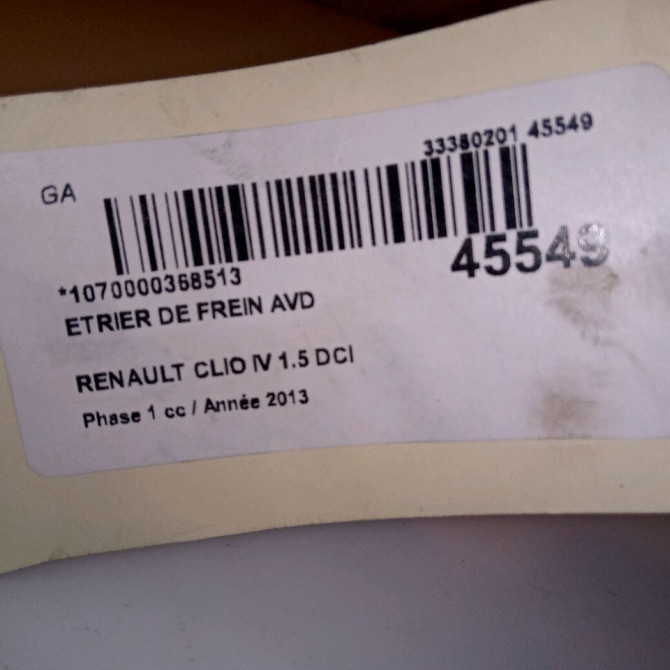 33350201 45549
GA
45549
*1070000368513
ETRIER DE FREIN AVD
RENAULT CLIO IV 1.5 DCI
Phase 1 cc / Année 2013